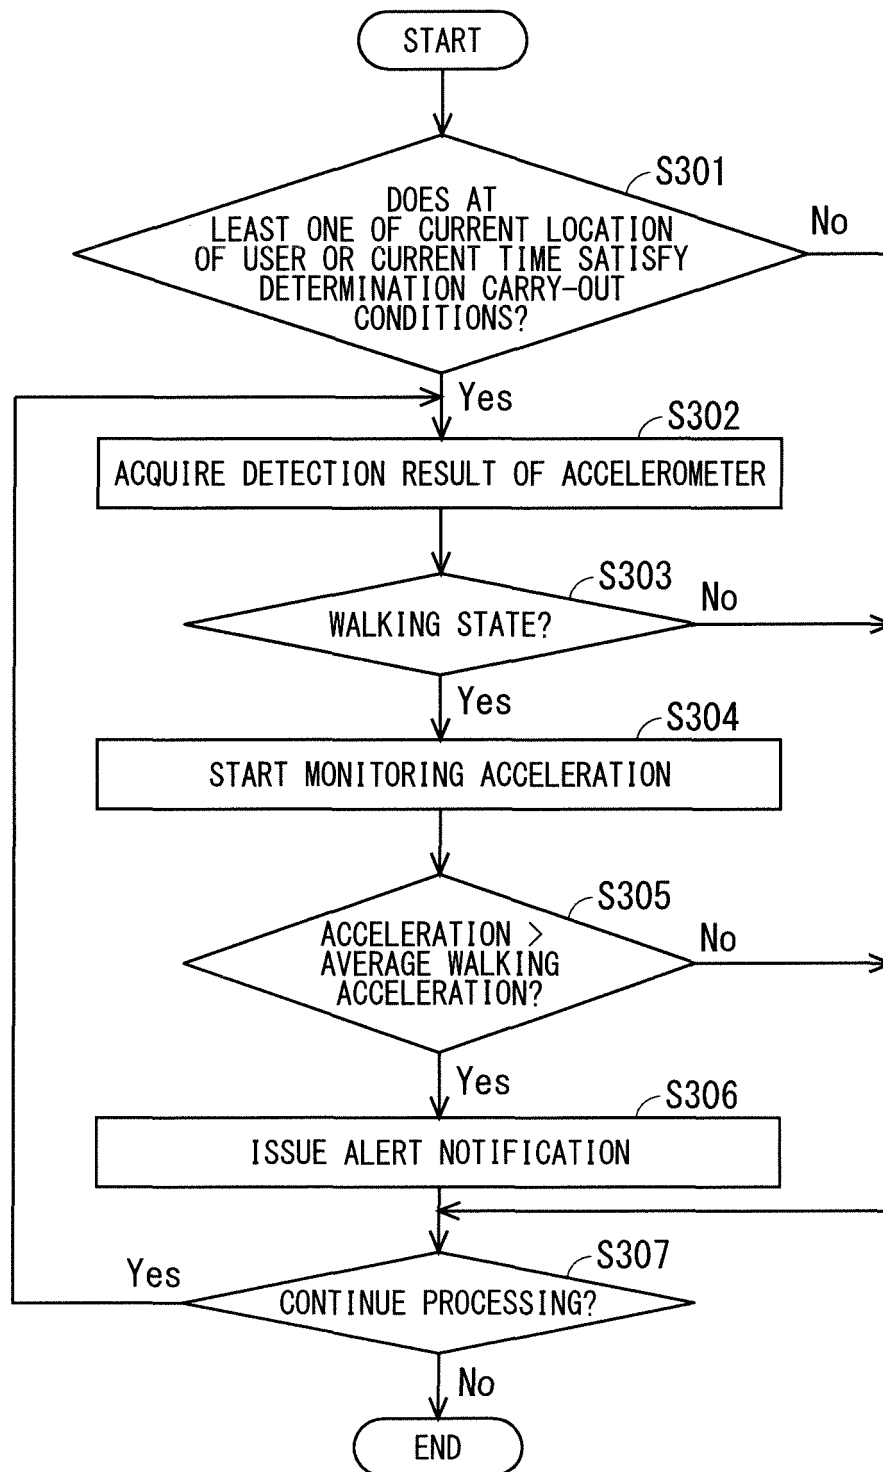 START
S301
DOES AT
LEAST ONE OF CURRENT LOCATION
OF USER OR CURRENT TIME SATISFY
DETERMINATION CARRY-OUT
CONDITIONS?
No
Yes
S302
ACQUIRE DETECTION RESULT OF ACCELEROMETER
S303
WALKING STATE?
No
Yes
S304
START MONITORING ACCELERATION
S305
ACCELERATION >
AVERAGE WALKING
ACCELERATION?
No
Yes
S306
ISSUE ALERT NOTIFICATION
S307
Yes
CONTINUE PROCESSING?
No
END